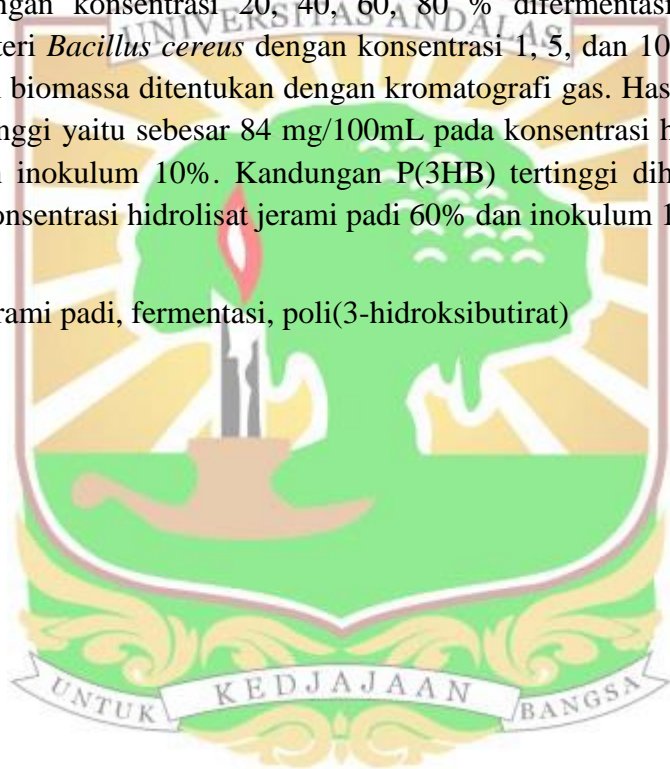 ngan konsentrasi 20, 40, 60, 80 % difermentasi
UNIVERSITAS ANDALAS
teri Bacillus cereus dengan konsentrasi 1, 5, dan 10
biomassa ditentukan dengan kromatografi gas. Has
nggi yaitu sebesar 84 mg/100mL pada konsentrasi h
inokulum 10%. Kandungan P(3HB) tertinggi dih
onsentrasi hidrolisat jerami padi 60% dan inokulum 1
rami padi, fermentasi, poli(3-hidroksibutirat)
UNTUK KEDJAJAAN BANGSA